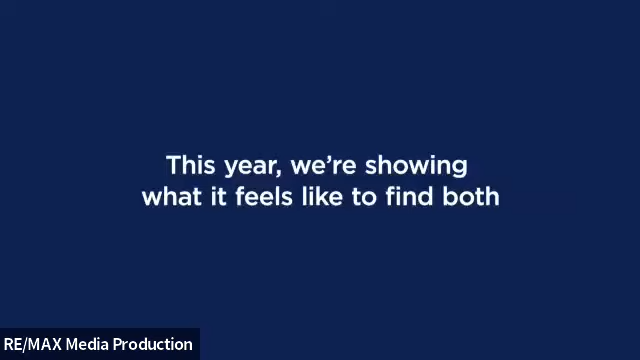 This year, we’re showing
what it feels like to find both
RE/MAX Media Production